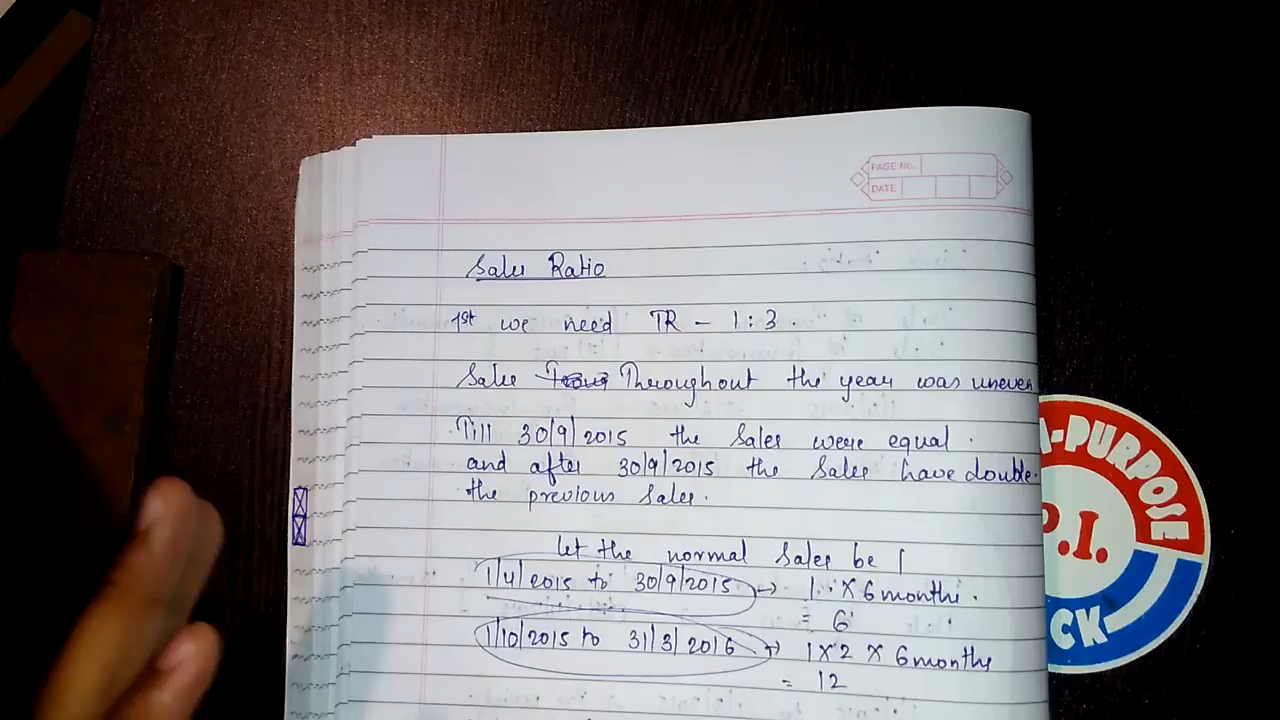 PAGE No.
DATE
Sales Ratio
1st we need TR - 1:3.
Sales Throughout the year was uneven
Till 30/9/2015 the Sales were equal.
and after 30/9/2015 the Sales have double
the previous Sales.
let the normal Sales be 1
1/4/2015 to 30/9/2015 → 1 × 6 months.
= 6
1/10/2015 to 31/3/2016 → 1 × 2 × 6 months
= 12
-PURPOSE
P.I.
CK